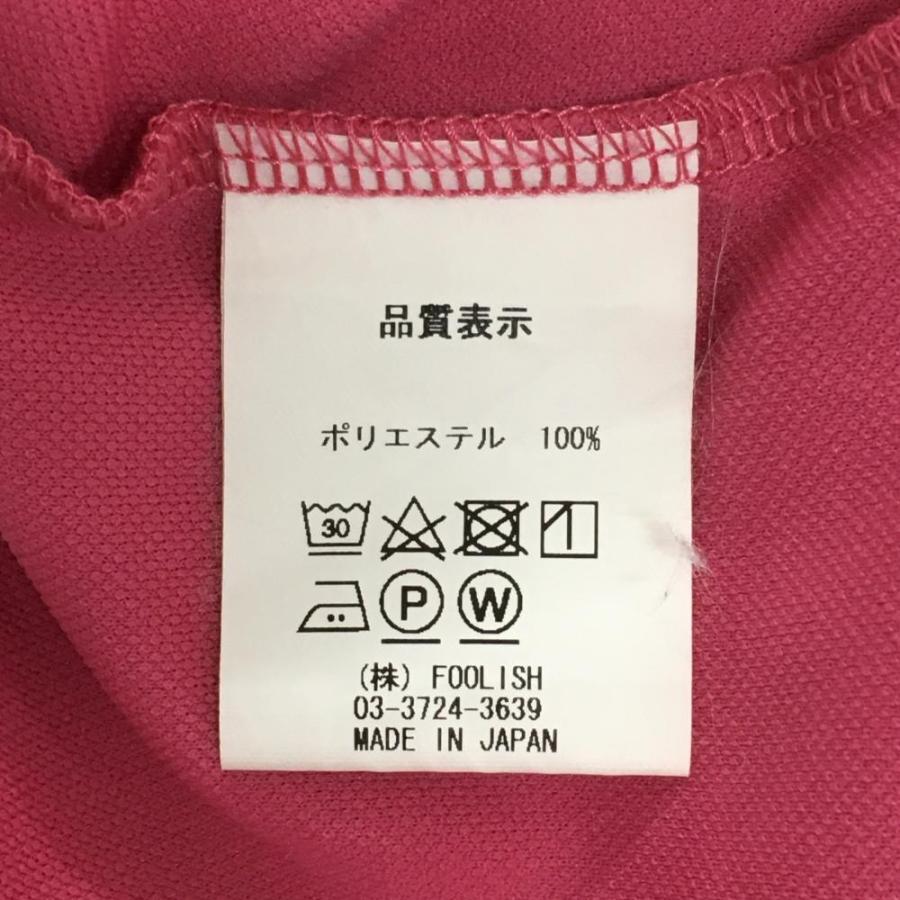 品質表示
ポリエステル 100%
30
P W
(株) FOOLISH
03-3724-3639
MADE IN JAPAN